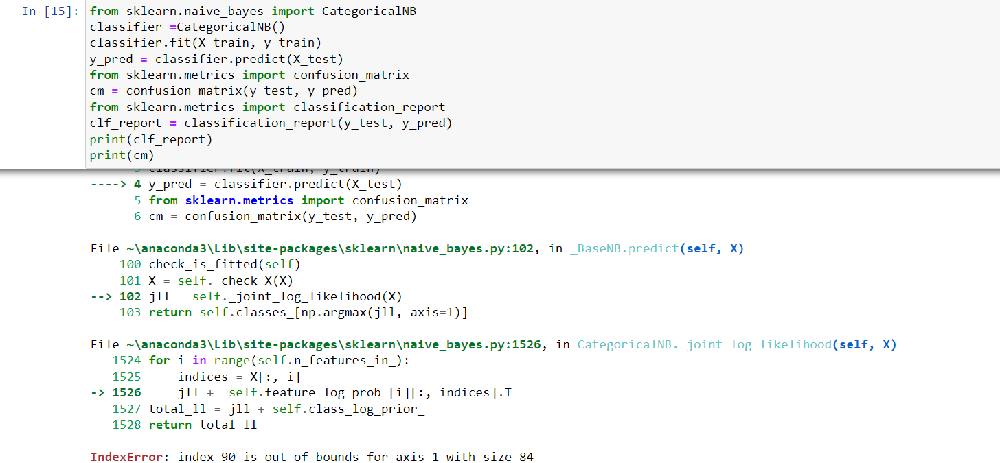 In [15]: from sklearn.naive_bayes import CategoricalNB
classifier =CategoricalNB()
classifier.fit(X_train, y_train)
y_pred = classifier.predict(X_test)
from sklearn.metrics import confusion_matrix
cm = confusion_matrix(y_test, y_pred)
from sklearn.metrics import classification_report
clf_report = classification_report(y_test, y_pred)
print(clf_report)
print(cm)
3 classifier.fit(X_train, y_train)
----> 4 y_pred = classifier.predict(X_test)
5 from sklearn.metrics import confusion_matrix
6 cm = confusion_matrix(y_test, y_pred)
File ~\anaconda3\Lib\site-packages\sklearn\naive_bayes.py:102, in _BaseNB.predict(self, X)
100 check_is_fitted(self)
101 X = self._check_X(X)
--> 102 jll = self._joint_log_likelihood(X)
103 return self.classes_[np.argmax(jll, axis=1)]
File ~\anaconda3\Lib\site-packages\sklearn\naive_bayes.py:1526, in CategoricalNB._joint_log_likelihood(self, X)
1524 for i in range(self.n_features_in_):
1525     indices = X[:, i]
-> 1526     jll += self.feature_log_prob_[i][:, indices].T
1527 total_ll = jll + self.class_log_prior_
1528 return total_ll
IndexError: index 90 is out of bounds for axis 1 with size 84